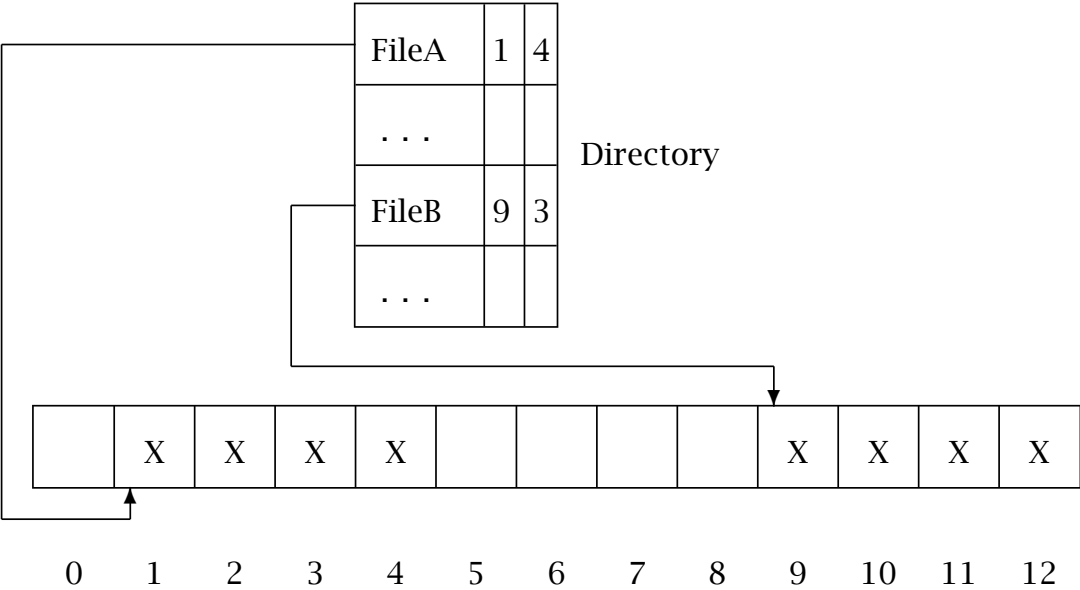 FileA 1 4
. . .
Directory
FileB 9 3
. . .
X X X X X X X X
0 1 2 3 4 5 6 7 8 9 10 11 12